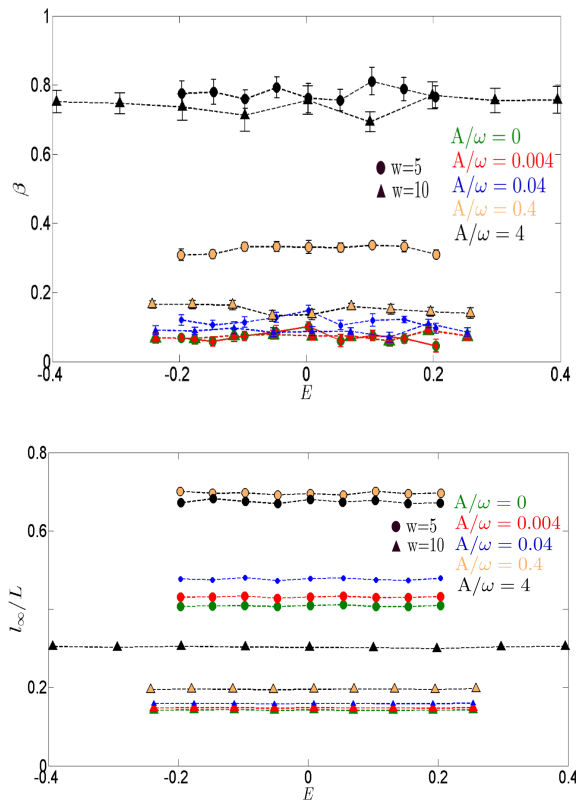 1
0.8
0.6
0.4
0.2
0
-0.4
-0.2
0
0.2
0.4
β
E
w=5
w=10
A/ω = 0
A/ω = 0.004
A/ω = 0.04
A/ω = 0.4
A/ω = 4
0.8
0.6
0.2
0
-0.4
-0.2
0
0.2
0.4
l∞/L
E
w=5
w=10
A/ω = 0
A/ω = 0.004
A/ω = 0.04
A/ω = 0.4
A/ω = 4